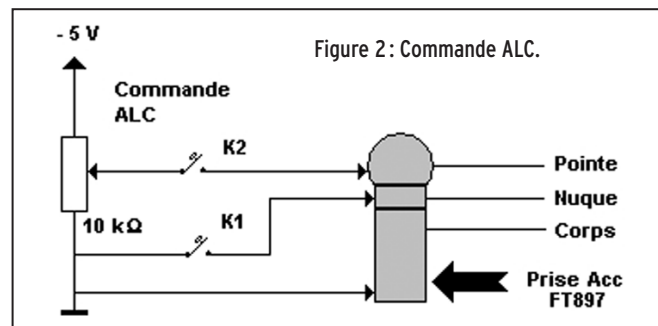 - 5 V
Figure 2 : Commande ALC.
Commande
ALC
K2
Pointe
Nuque
10 kΩ
K1
Corps
Prise Acc
FT897